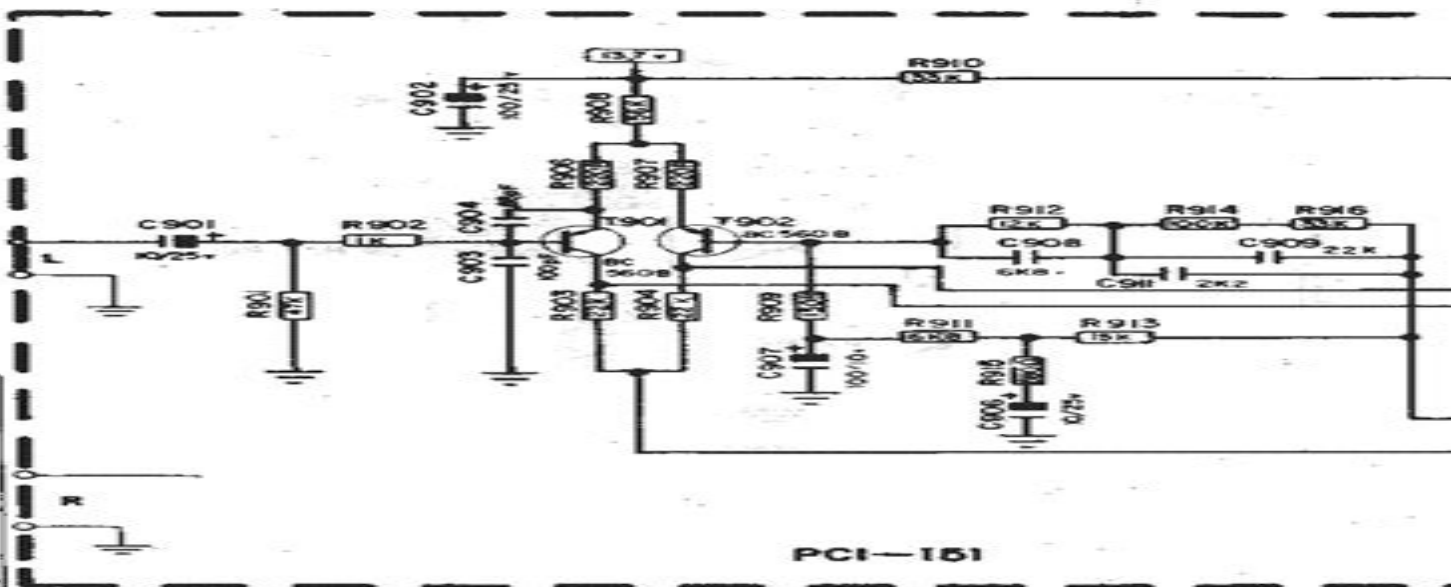 13.7 v
R910
33K
C902
100/25v
R908
R906
R907
C904
T901
T902
BC560B
BC
560B
C901
10/25v
R902
1K
C903
100pF
R901
47K
L
R903
R904
R909
C907
100/10v
R912
12K
R914
100K
R916
C908
6K8
C909
22K
C911
2K2
R911
6K8
R913
15K
R915
C906
10/25v
R
PCI-151